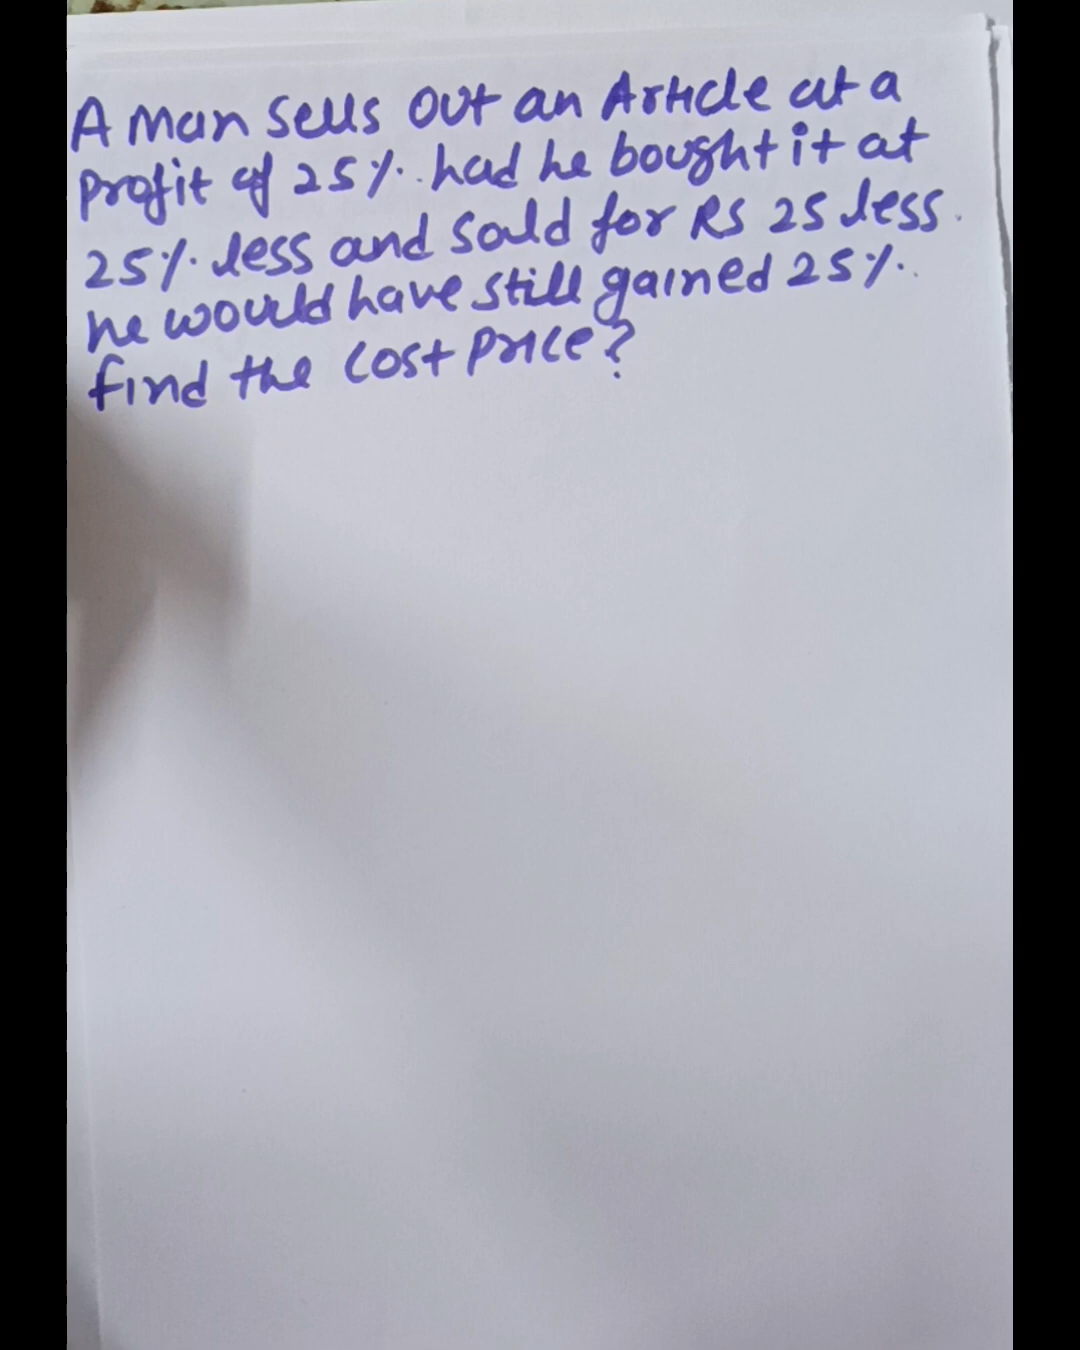 A Man sells out an Article at a
profit of 25%. had he bought it at
25% less and sold for Rs 25 less.
he would have still gained 25%.
find the cost price?